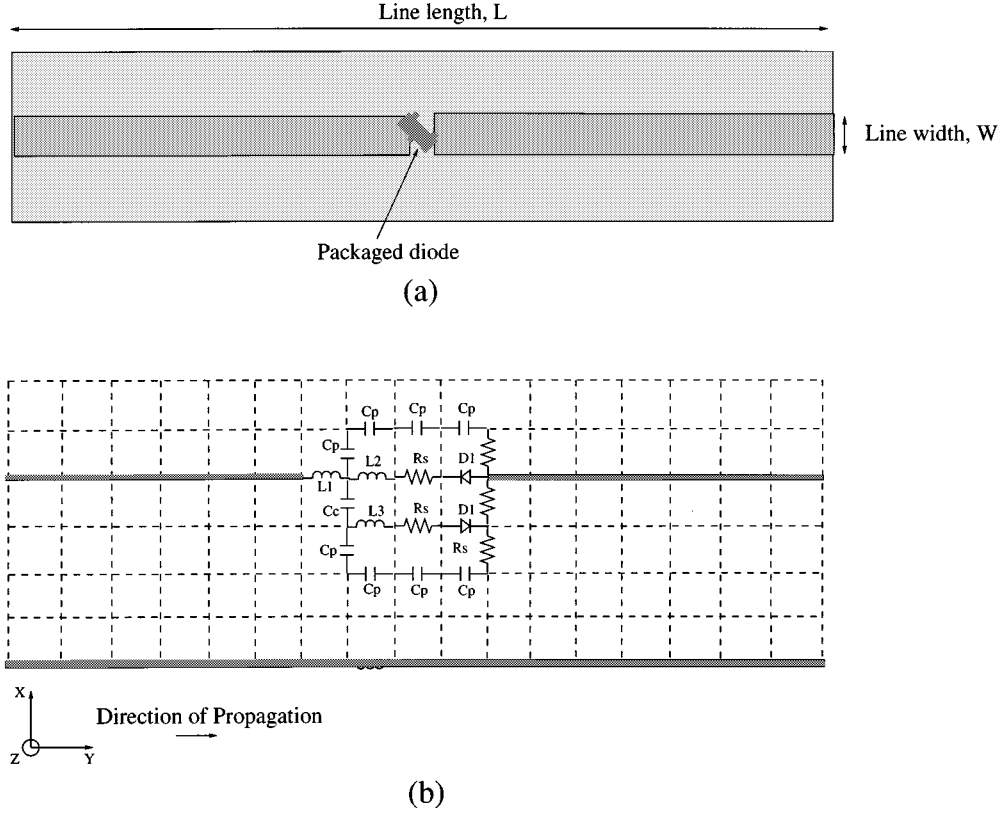 Line length, L
Line width, W
Packaged diode
(a)
Cp Cp Cp
Cp
L2 Rs D1
L1
Cc L3 Rs D1
Cp Rs
Cp Cp Cp
X
Direction of Propagation
Z Y
(b)